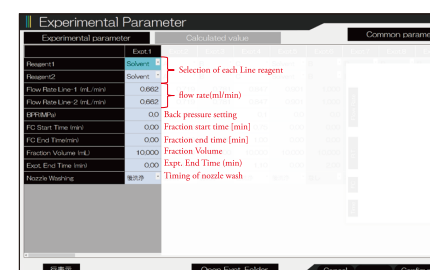 Experimental Parameter
Experimental parameter
Calculated value
Common parame
Expt.1
Reagent1 Solvent
Selection of each Line reagent
Reagent2 Solvent
Flow Rate Line-1 (mL/min) 0.662
flow rate(ml/min)
Flow Rate Line-2 (mL/min) 0.662
BPR(MPa) 0.0 Back pressure setting
FC Start Time (min) 0.00 Fraction start time [min]
FC End Time(min) 0.00 Fraction end time [min]
Fraction Volume (mL) 10.000 Fraction Volume
Expt. End Time (min) 0.00 Expt. End Time (min)
Nozzle Washing Timing of nozzle wash
Open Expt. Folder
Cancel
Confirm